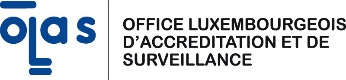 olas
OFFICE LUXEMBOURGEOIS
D'ACCREDITATION ET DE
SURVEILLANCE